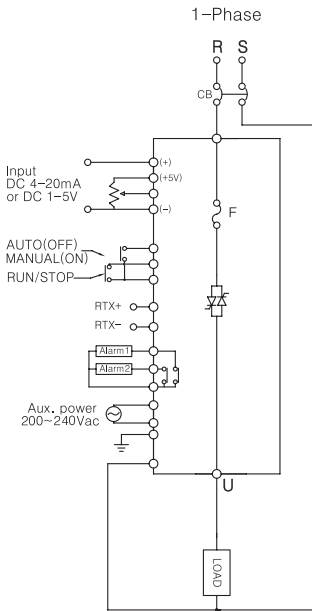 1-Phase
R S
CB
Input
DC 4-20mA
or DC 1-5V
(+)
(+5V)
(-)
F
AUTO(OFF)
MANUAL(ON)
RUN/STOP
RTX+
RTX-
Alarm1
Alarm2
Aux. power
200~240Vac
U
LOAD